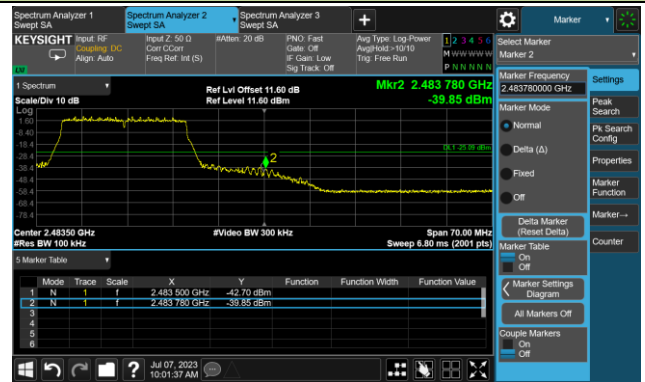 Spectrum Analyzer 1
Swept SA
Spectrum Analyzer 2
Swept SA
Spectrum Analyzer 3
Swept SA
+
Marker
KEYSIGHT
Input: RF
Coupling: DC
Align: Auto
Input Z: 50 Ω
Corr CCorr
Freq Ref: Int (S)
#Atten: 20 dB
PNO: Fast
Gate: Off
IF Gain: Low
Sig Track: Off
Avg Type: Log-Power
Avg|Hold:>10/10
Trig: Free Run
1 2 3 4 5 6
M W W W W W
P N N N N N
LXI
Select Marker
Marker 2
1 Spectrum
Scale/Div 10 dB
Log
Ref Lvl Offset 11.60 dB
Ref Level 11.60 dBm
Mkr2 2.483 780 GHz
-39.85 dBm
1.60
-8.40
-18.4
-28.4
-38.4
-48.4
-58.4
-68.4
-78.4
DL1 -25.09 dBm
2
Center 2.48350 GHz
#Res BW 100 kHz
#Video BW 300 kHz
Span 70.00 MHz
Sweep 6.80 ms (2001 pts)
5 Marker Table
Mode Trace Scale X Y Function Function Width Function Value
1 N 1 f 2.483 500 GHz -42.70 dBm
2 N 1 f 2.483 780 GHz -39.85 dBm
3
4
5
6
Marker Frequency
2.483780000 GHz
Marker Mode
Normal
Delta (Δ)
Fixed
Off
Delta Marker
(Reset Delta)
Marker Table
On
Off
Marker Settings
Diagram
All Markers Off
Couple Markers
On
Off
Settings
Peak
Search
Pk Search
Config
Properties
Marker
Function
Marker→
Counter
?
Jul 07, 2023
10:01:37 AM